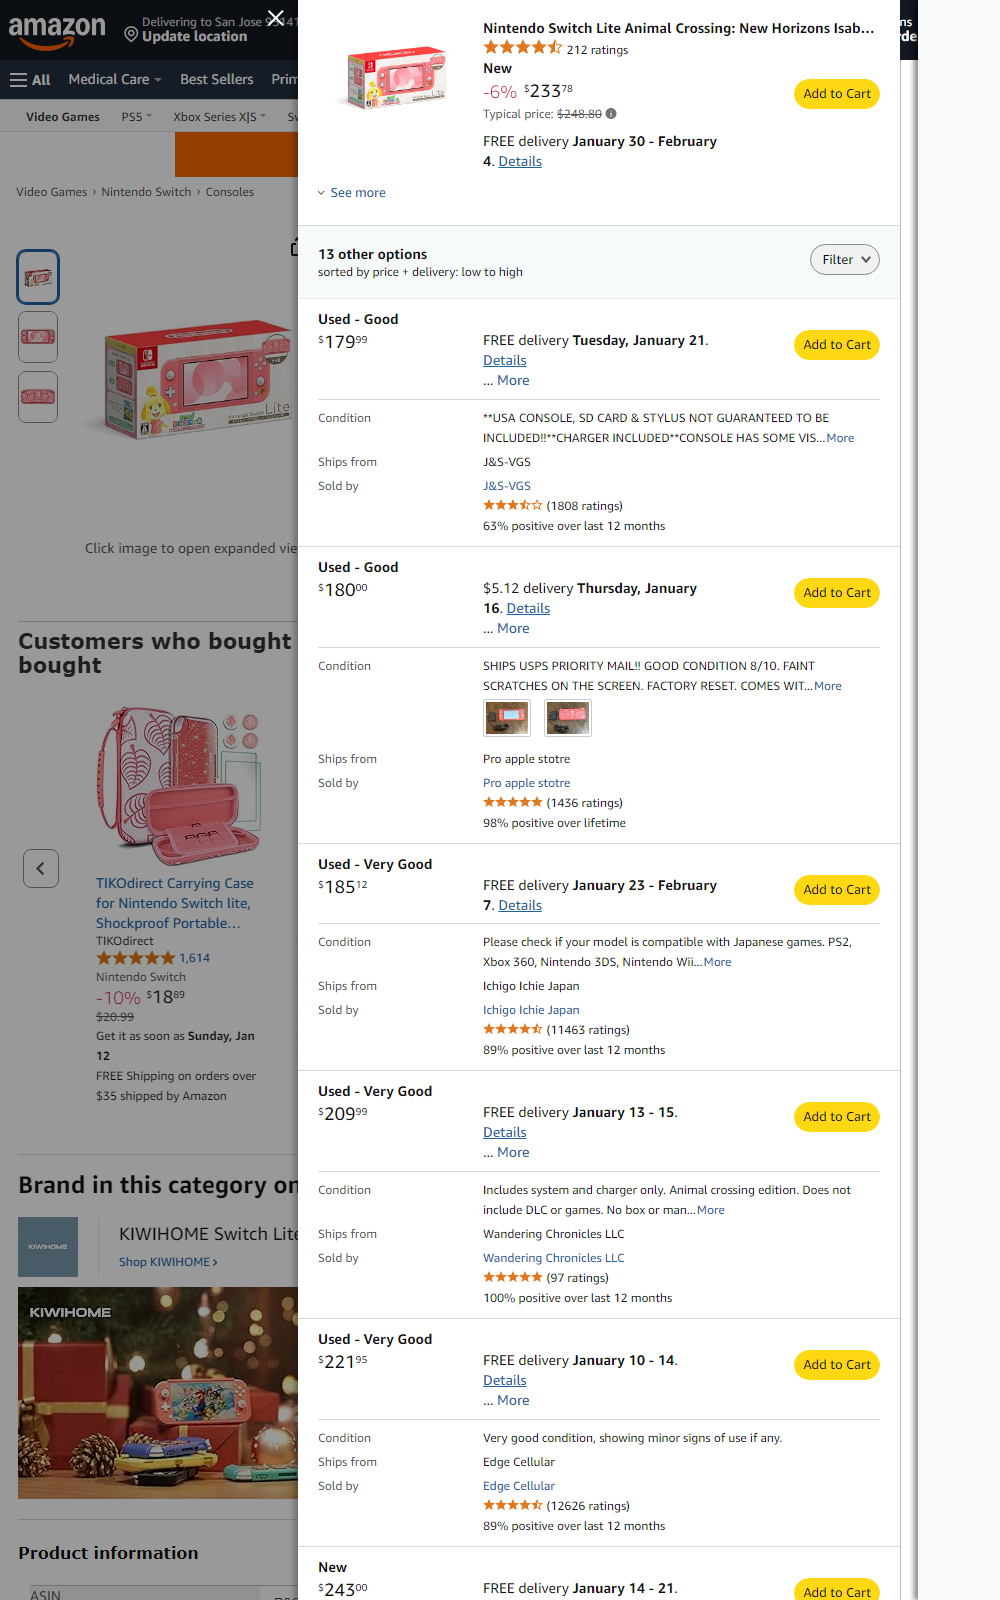 amazon
Delivering to San Jose 95141
Update location
All
Medical Care
Best Sellers
Prim
Video Games
PS5
Xbox Series X|S
Sw
Video Games › Nintendo Switch › Consoles
Nintendo Switch Lite
Click image to open expanded vie
Customers who bought
bought
TIKOdirect Carrying Case
for Nintendo Switch lite,
Shockproof Portable...
TIKOdirect
1,614
Nintendo Switch
-10% $18 89
$20.99
Get it as soon as Sunday, Jan
12
FREE Shipping on orders over
$35 shipped by Amazon
Brand in this category on
KIWIHOME
KIWIHOME Switch Lite
Shop KIWIHOME ›
KIWIHOME
Product information
ASIN
Nintendo Switch Lite Animal Crossing: New Horizons Isab...
212 ratings
New
-6% $233 78
Typical price: $248.80
FREE delivery January 30 - February
4. Details
Add to Cart
See more
13 other options
sorted by price + delivery: low to high
Filter
Used - Good
$179 99
FREE delivery Tuesday, January 21.
Details
... More
Add to Cart
Condition
**USA CONSOLE, SD CARD & STYLUS NOT GUARANTEED TO BE
INCLUDED!!**CHARGER INCLUDED**CONSOLE HAS SOME VIS...More
Ships from
J&S-VGS
Sold by
J&S-VGS
(1808 ratings)
63% positive over last 12 months
Used - Good
$180 00
$5.12 delivery Thursday, January
16. Details
... More
Add to Cart
Condition
SHIPS USPS PRIORITY MAIL!! GOOD CONDITION 8/10. FAINT
SCRATCHES ON THE SCREEN. FACTORY RESET. COMES WIT...More
Ships from
Pro apple stotre
Sold by
Pro apple stotre
(1436 ratings)
98% positive over lifetime
Used - Very Good
$185 12
FREE delivery January 23 - February
7. Details
Add to Cart
Condition
Please check if your model is compatible with Japanese games. PS2,
Xbox 360, Nintendo 3DS, Nintendo Wii...More
Ships from
Ichigo Ichie Japan
Sold by
Ichigo Ichie Japan
(11463 ratings)
89% positive over last 12 months
Used - Very Good
$209 99
FREE delivery January 13 - 15.
Details
... More
Add to Cart
Condition
Includes system and charger only. Animal crossing edition. Does not
include DLC or games. No box or man...More
Ships from
Wandering Chronicles LLC
Sold by
Wandering Chronicles LLC
(97 ratings)
100% positive over last 12 months
Used - Very Good
$221 95
FREE delivery January 10 - 14.
Details
... More
Add to Cart
Condition
Very good condition, showing minor signs of use if any.
Ships from
Edge Cellular
Sold by
Edge Cellular
(12626 ratings)
89% positive over last 12 months
New
$243 00
FREE delivery January 14 - 21.
Add to Cart